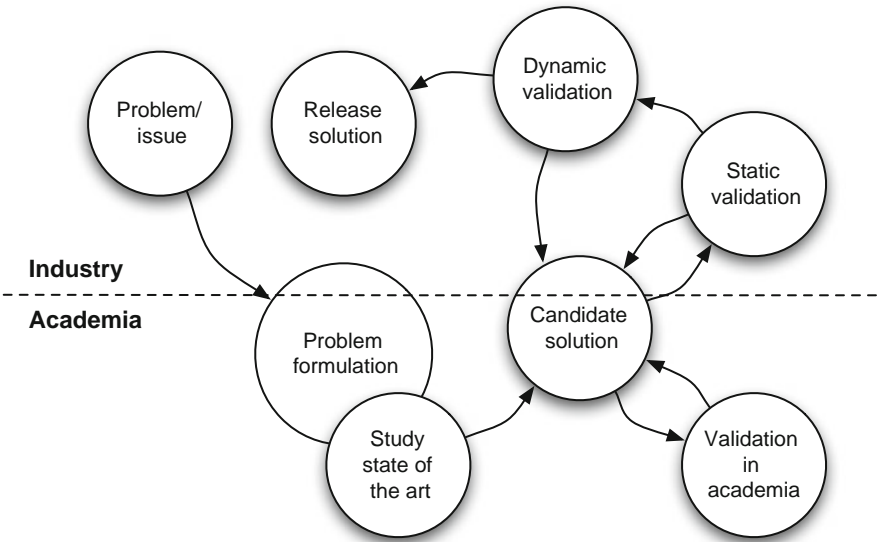 Problem/
issue
Release
solution
Dynamic
validation
Static
validation
Industry
Academia
Problem
formulation
Candidate
solution
Study
state of
the art
Validation
in
academia